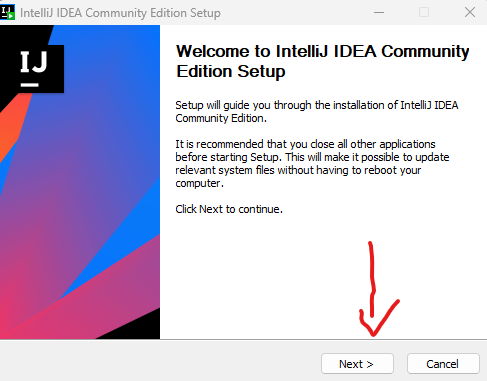 IntelliJ IDEA Community Edition Setup
IJ
Welcome to IntelliJ IDEA Community
Edition Setup
Setup will guide you through the installation of IntelliJ IDEA
Community Edition.
It is recommended that you close all other applications
before starting Setup. This will make it possible to update
relevant system files without having to reboot your
computer.
Click Next to continue.
Next >
Cancel